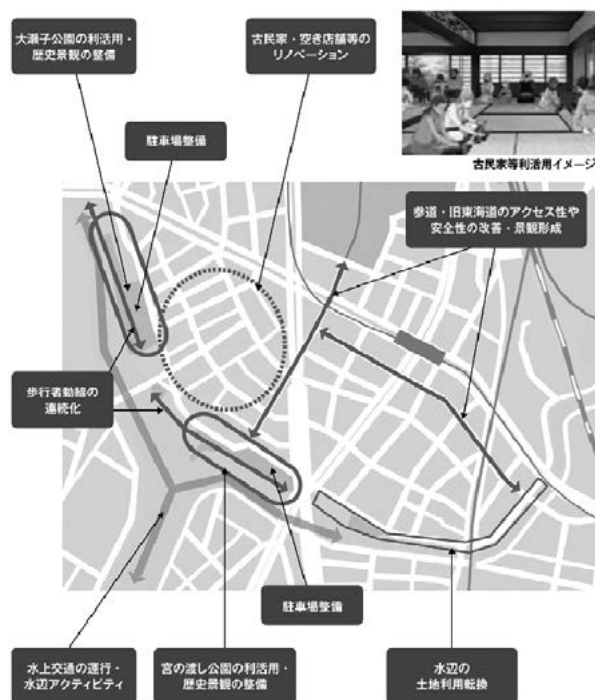 大瀬子公園の利活用・
歴史景観の整備
古民家・空き店舗等の
リノベーション
駐車場整備
古民家等利活用イメージ
参道・旧東海道のアクセス性や
安全性の改善・景観形成
歩行者動線の
連続化
駐車場整備
水上交通の運行・
水辺アクティビティ
宮の渡し公園の利活用・
歴史景観の整備
水辺の
土地利用転換